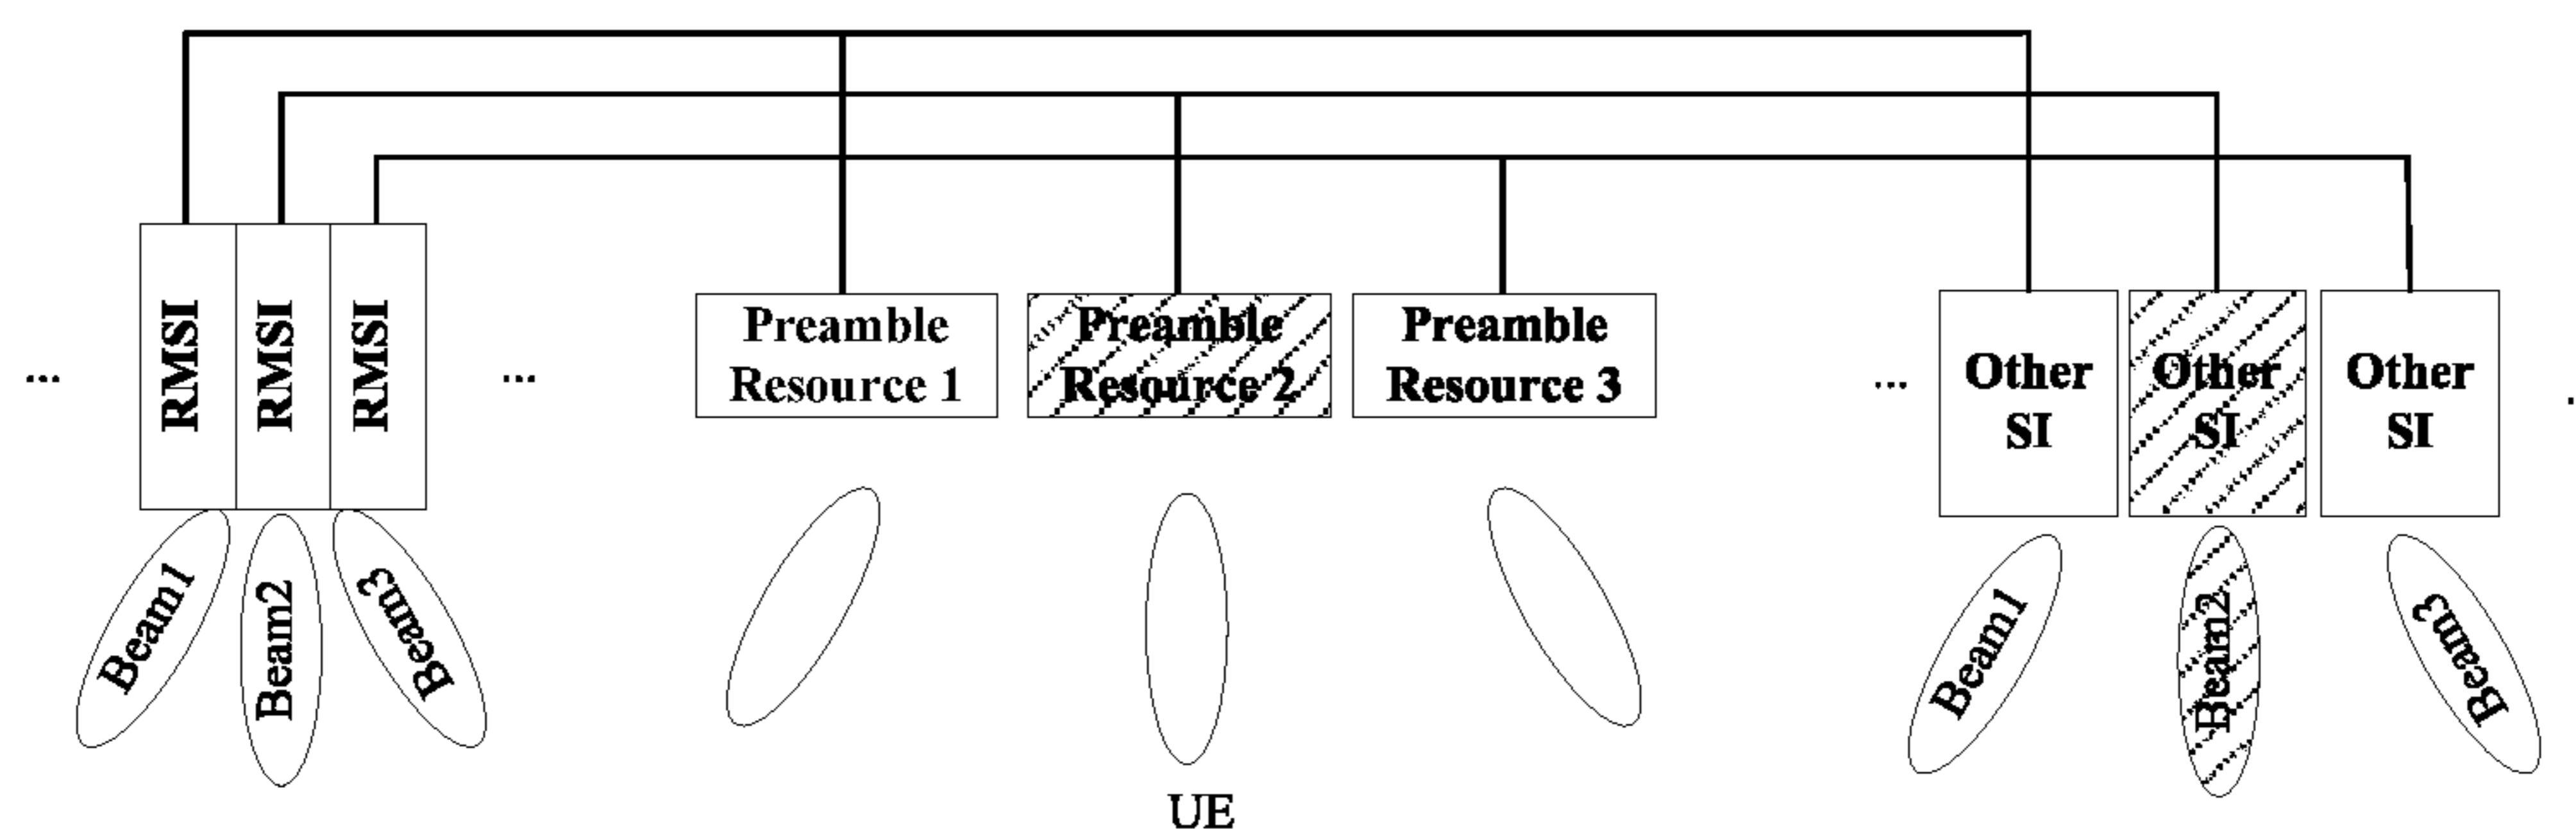 RMSI
RMSI
RMSI
...
...
Preamble
Resource 1
Preamble
Resource 2
Preamble
Resource 3
...
Other
SI
Other
SI
Other
SI
.
Beam1
Beam2
Beam3
Beam1
Beam2
Beam3
UE